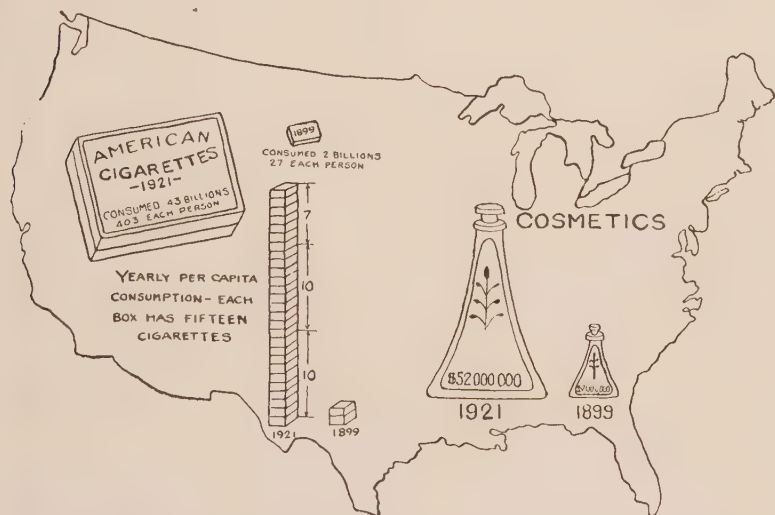 AMERICAN
CIGARETTES
-1921-
CONSUMED 43 BILLIONS
403 EACH PERSON
1899
CONSUMED 2 BILLIONS
27 EACH PERSON
YEARLY PER CAPITA
CONSUMPTION - EACH
BOX HAS FIFTEEN
CIGARETTES
7
10
10
1921
1899
COSMETICS
$52000000
1921
1899